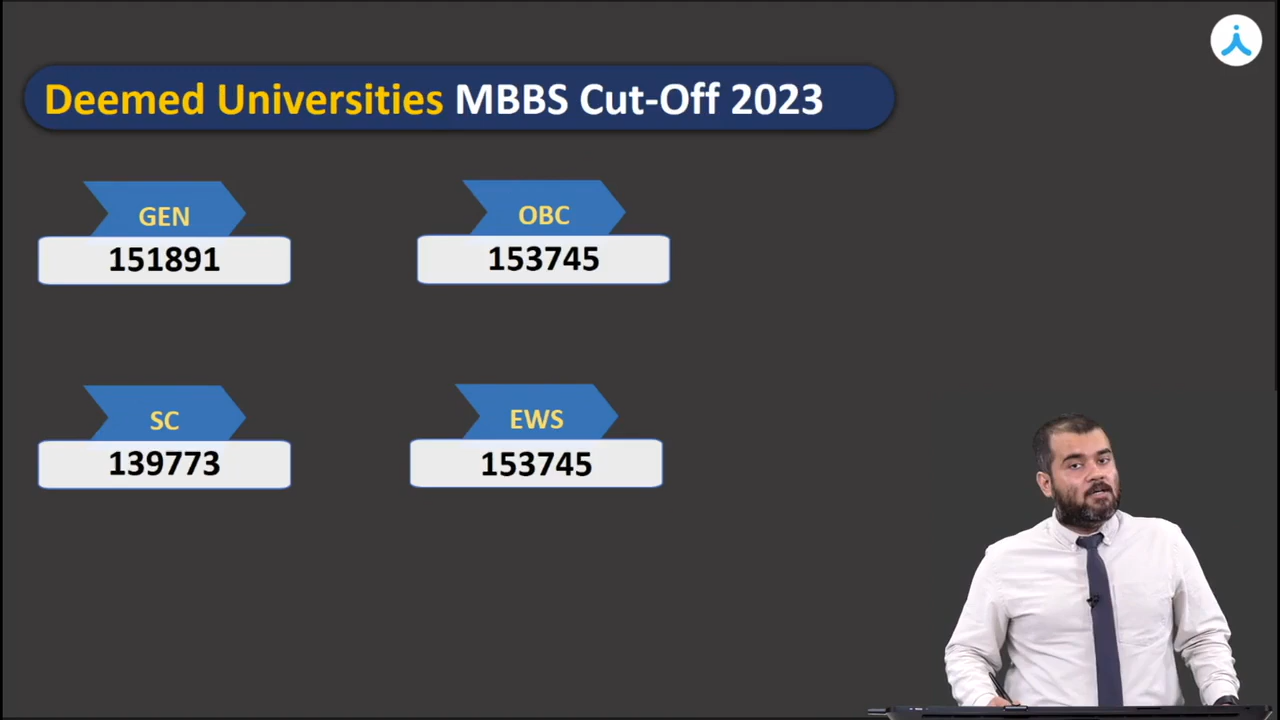 Deemed Universities MBBS Cut-Off 2023
GEN
151891
OBC
153745
SC
139773
EWS
153745